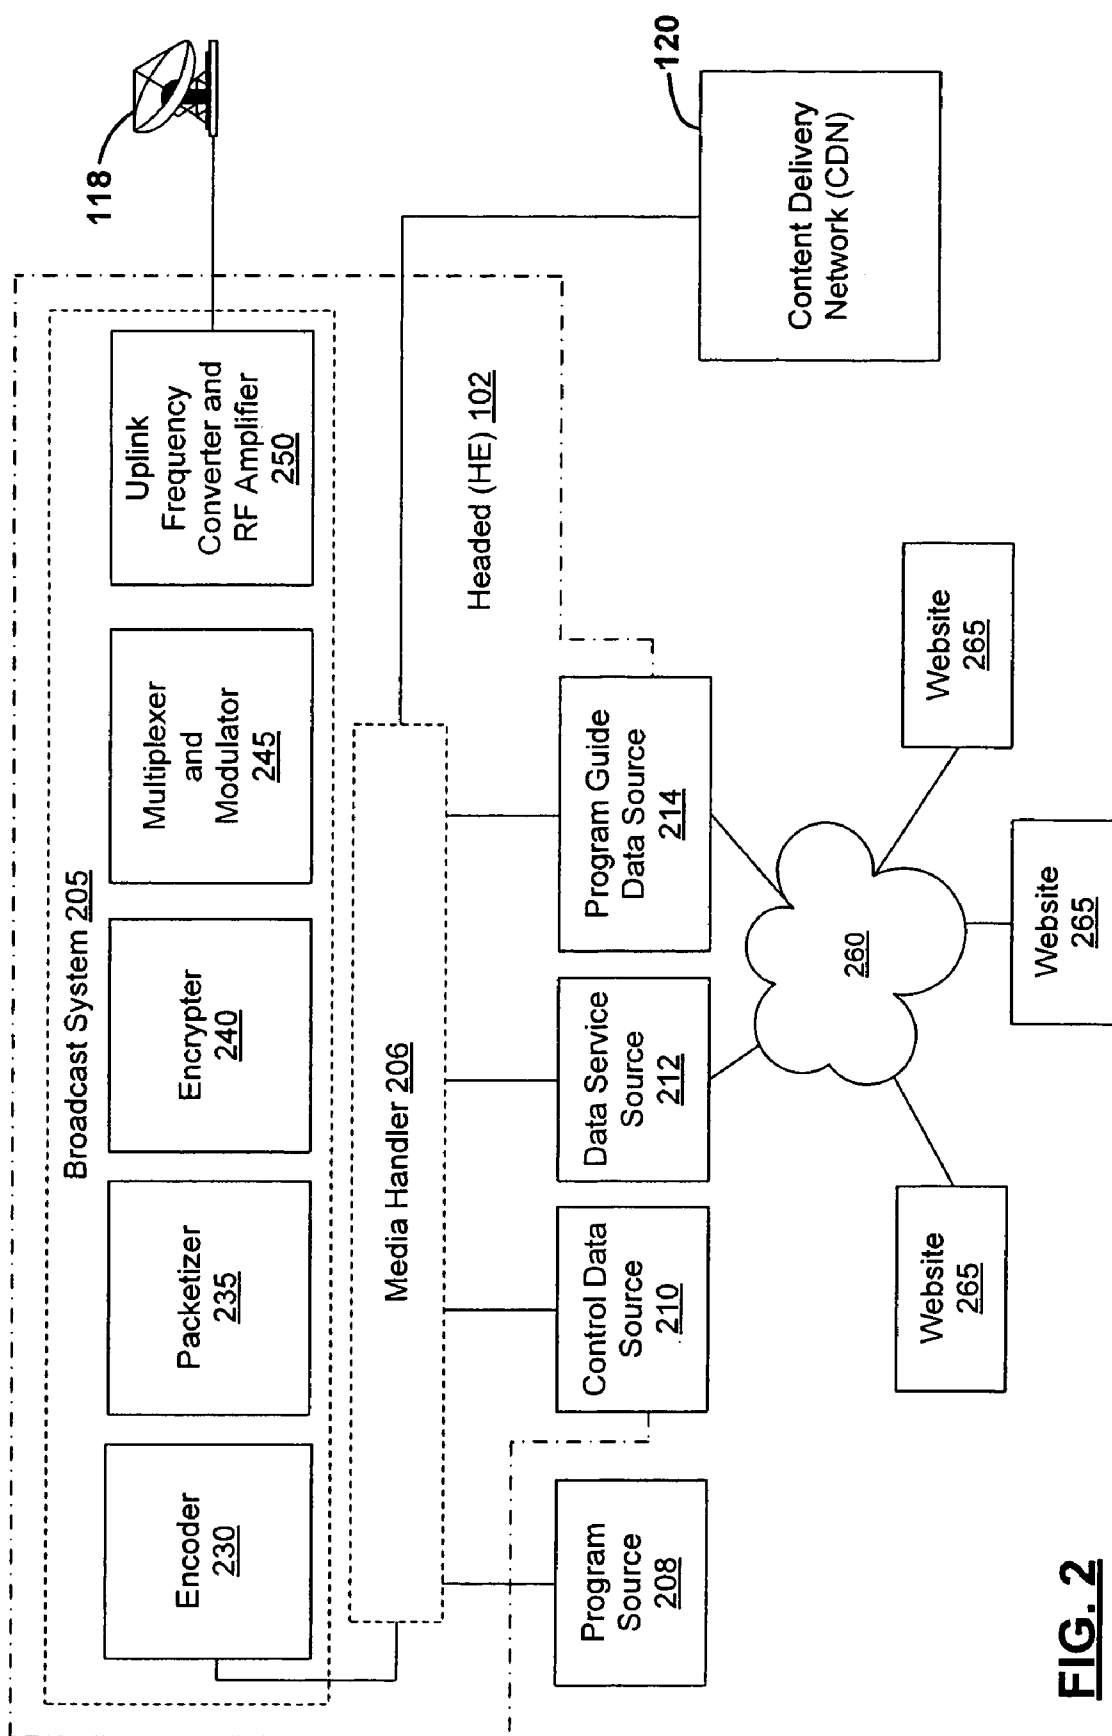 118
Broadcast System 205
Encoder
230
Packetizer
235
Encrypter
240
Multiplexer
and
Modulator
245
Uplink
Frequency
Converter and
RF Amplifier
250
Media Handler 206
Headed (HE) 102
120
Content Delivery
Network (CDN)
Program
Source
208
Control Data
Source
210
Data Service
Source
212
Program Guide
Data Source
214
260
Website
265
Website
265
Website
265
FIG. 2